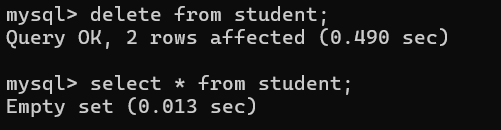 mysql> delete from student;
Query OK, 2 rows affected (0.490 sec)
mysql> select * from student;
Empty set (0.013 sec)